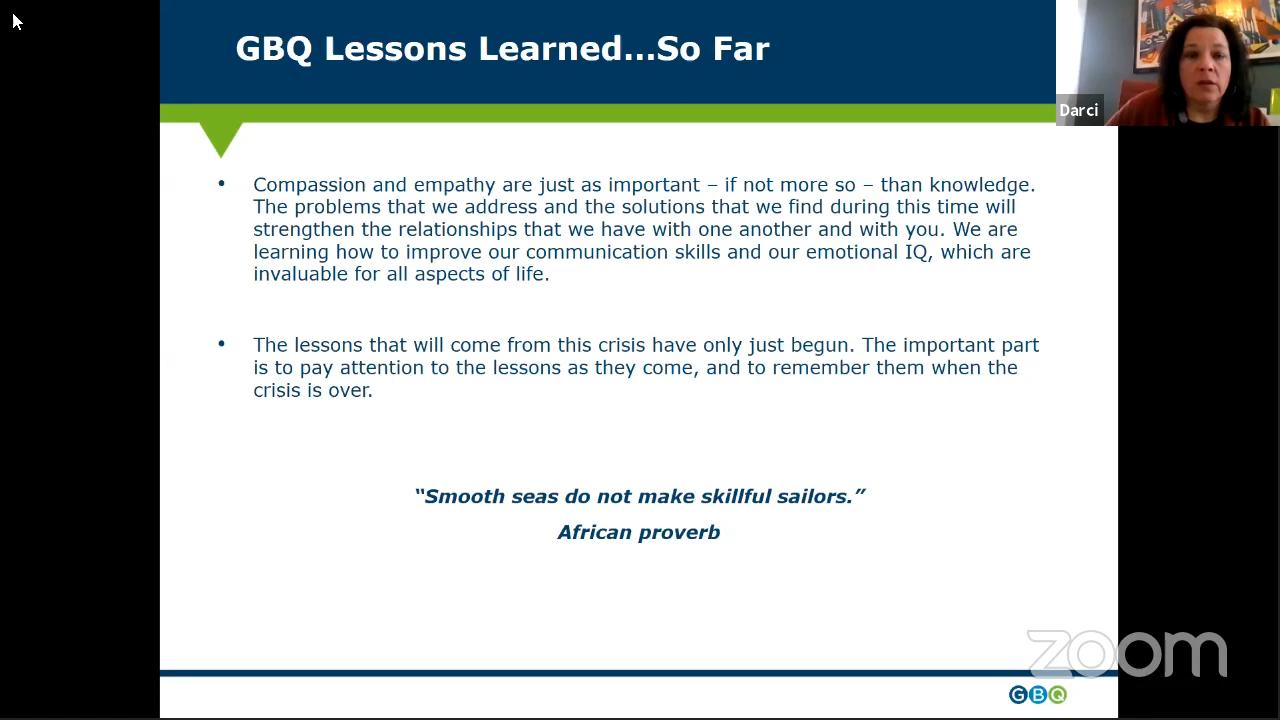 GBQ Lessons Learned...So Far
Darci
• Compassion and empathy are just as important – if not more so – than knowledge.
The problems that we address and the solutions that we find during this time will
strengthen the relationships that we have with one another and with you. We are
learning how to improve our communication skills and our emotional IQ, which are
invaluable for all aspects of life.
• The lessons that will come from this crisis have only just begun. The important part
is to pay attention to the lessons as they come, and to remember them when the
crisis is over.
“Smooth seas do not make skillful sailors.”
African proverb
zoom
GBQ